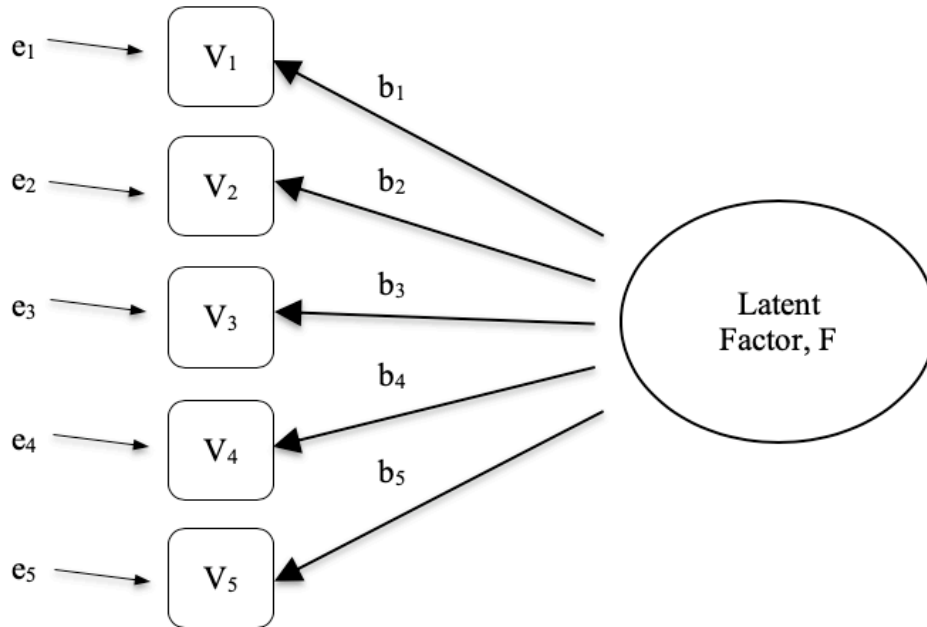 e₁
V₁
b₁
e₂
V₂
b₂
e₃
V₃
b₃
Latent
Factor, F
e₄
V₄
b₄
e₅
V₅
b₅